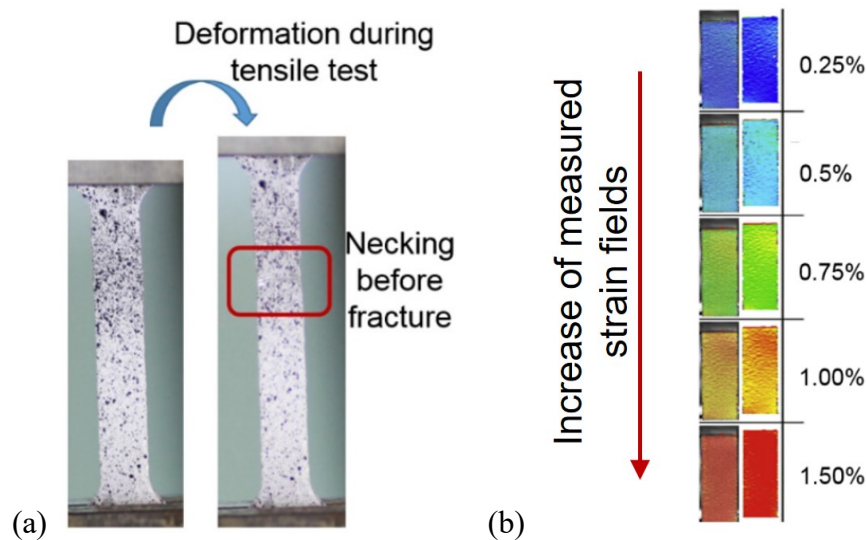 Deformation during
tensile test
Necking
before
fracture
(a)
Increase of measured
strain fields
0.25%
0.5%
0.75%
1.00%
1.50%
(b)